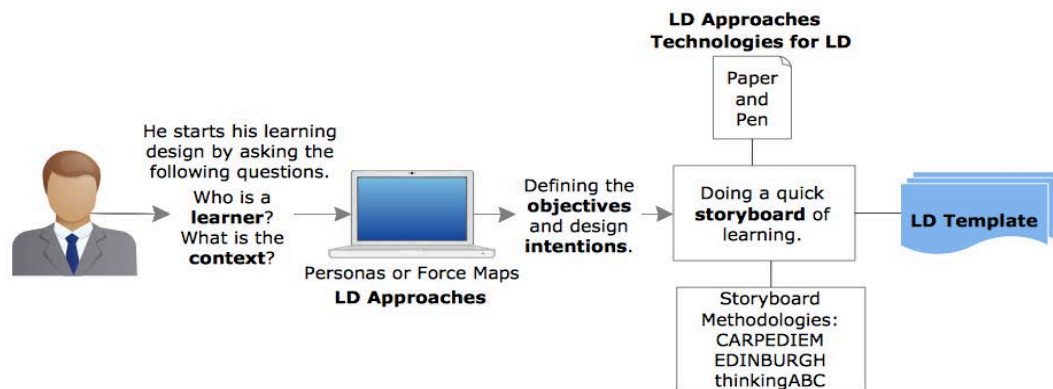 He starts his learning
design by asking the
following questions.
Who is a
learner?
What is the
context?
Personas or Force Maps
LD Approaches
Defining the
objectives
and design
intentions.
LD Approaches
Technologies for LD
Paper
and
Pen
Doing a quick
storyboard of
learning.
Storyboard
Methodologies:
CARPEDIEM
EDINBURGH
thinkingABC
LD Template